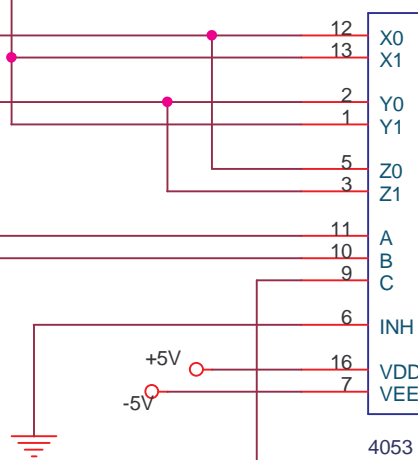 12 X0
13 X1
2 Y0
1 Y1
5 Z0
3 Z1
11 A
10 B
9 C
6 INH
+5V 16 VDD
-5V 7 VEE
4053